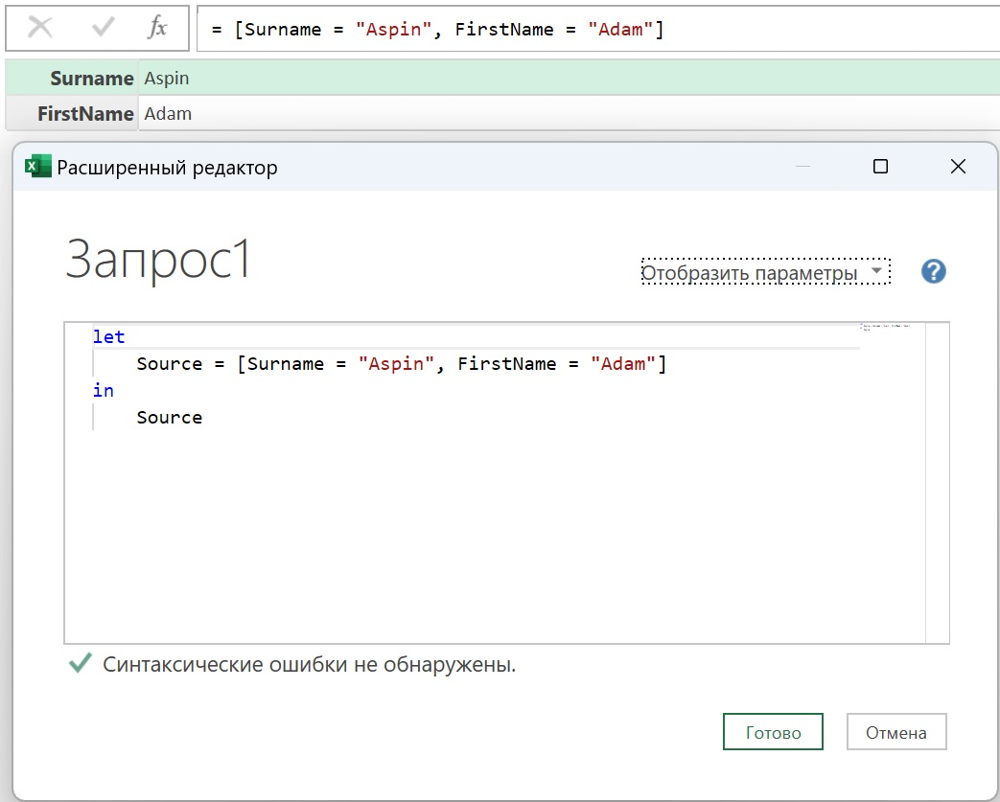 fx = [Surname = "Aspin", FirstName = "Adam"]
Surname Aspin
FirstName Adam
Расширенный редактор
Запрос1
Отобразить параметры
?
let
Source = [Surname = "Aspin", FirstName = "Adam"]
in
Source
Синтаксические ошибки не обнаружены.
Готово Отмена